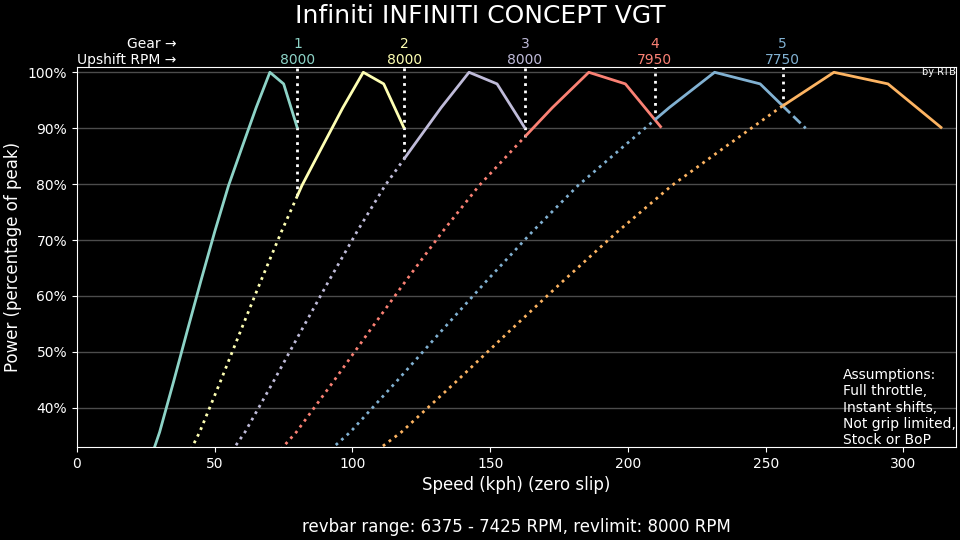 Infiniti INFINITI CONCEPT VGT
Gear → 1 2 3 4 5
Upshift RPM → 8000 8000 8000 7950 7750
by RTB
100%
90%
80%
70%
60%
50%
40%
Power (percentage of peak)
Assumptions:
Full throttle,
Instant shifts,
Not grip limited,
Stock or BoP
0 50 100 150 200 250 300
Speed (kph) (zero slip)
revbar range: 6375 - 7425 RPM, revlimit: 8000 RPM